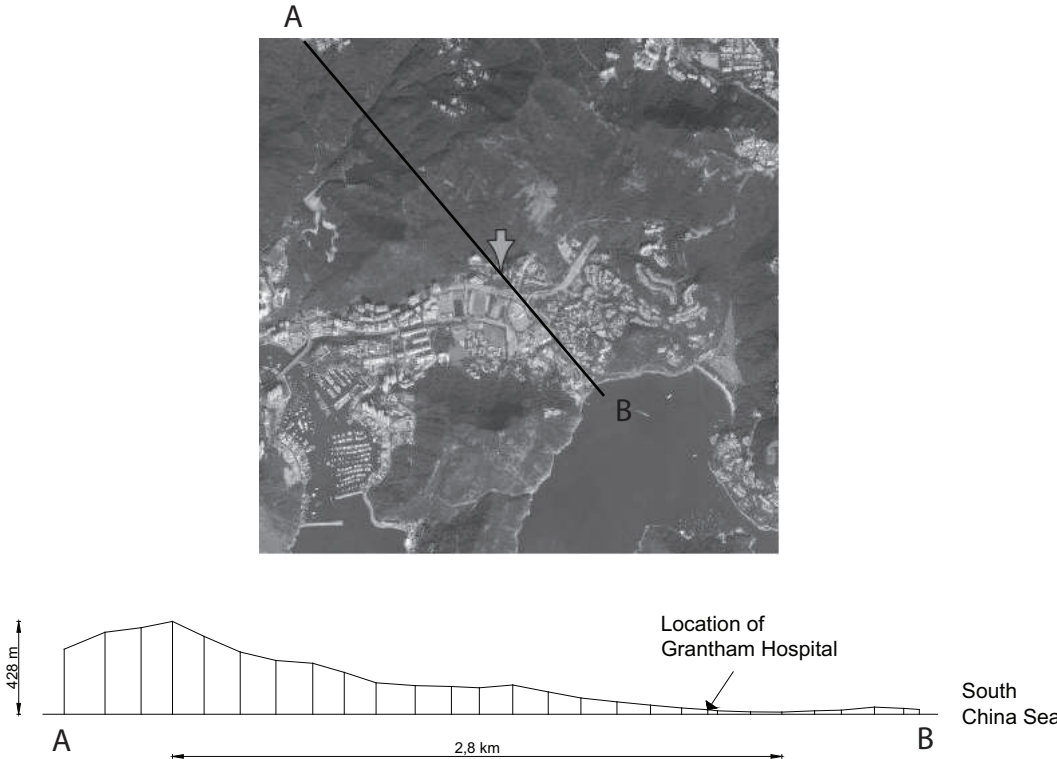 A
B
Location of
Grantham Hospital
428 m
South
China Sea
A
B
2,8 km